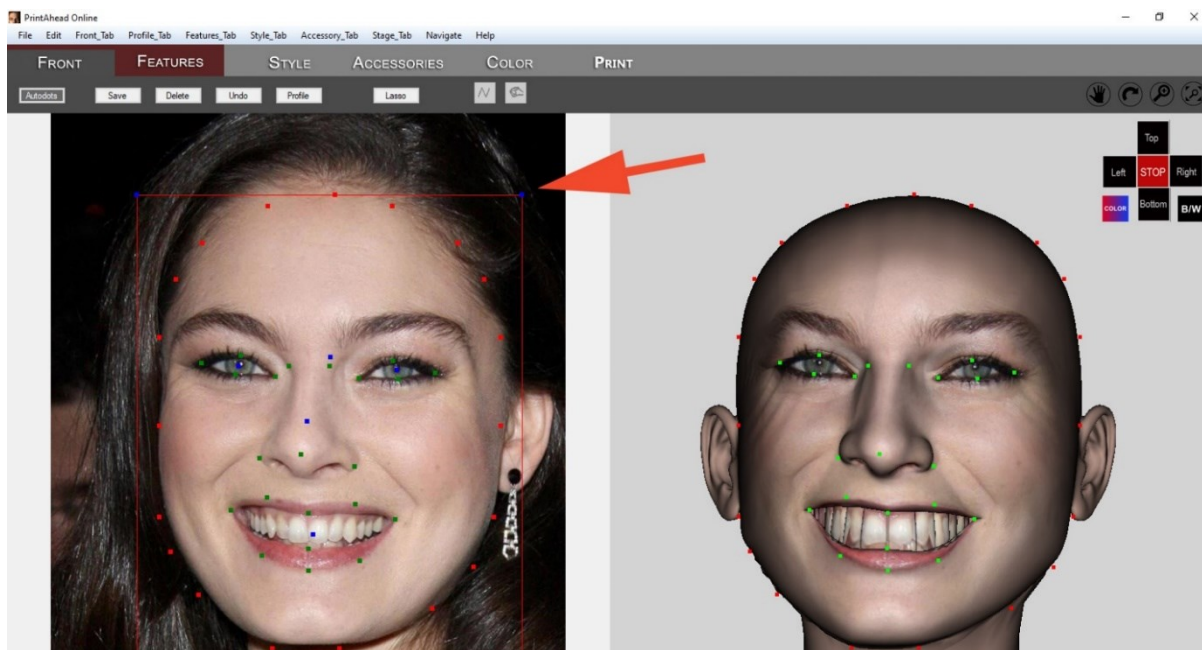 PrintAhead Online
File Edit Front_Tab Profile_Tab Features_Tab Style_Tab Accessory_Tab Stage_Tab Navigate Help
FRONT FEATURES STYLE ACCESSORIES COLOR PRINT
Autodots Save Delete Undo Profile Lasso
Top
Left STOP Right
COLOR Bottom B/W